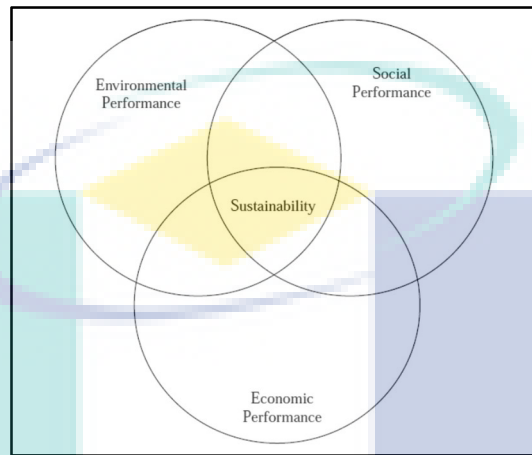 Environmental
Performance
Social
Performance
Sustainability
Economic
Performance